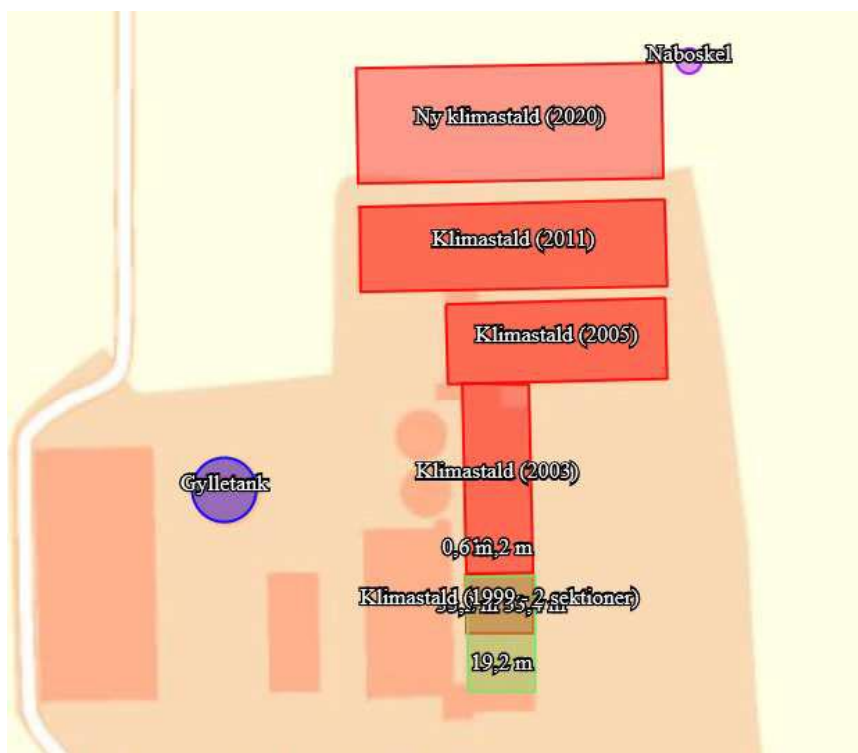 Naboskel
Ny klimastald (2020)
Klimastald (2011)
Klimastald (2005)
Klimastald (2003)
Gylletank
Klimastald (1999 - 2 sektioner)
19,2 m